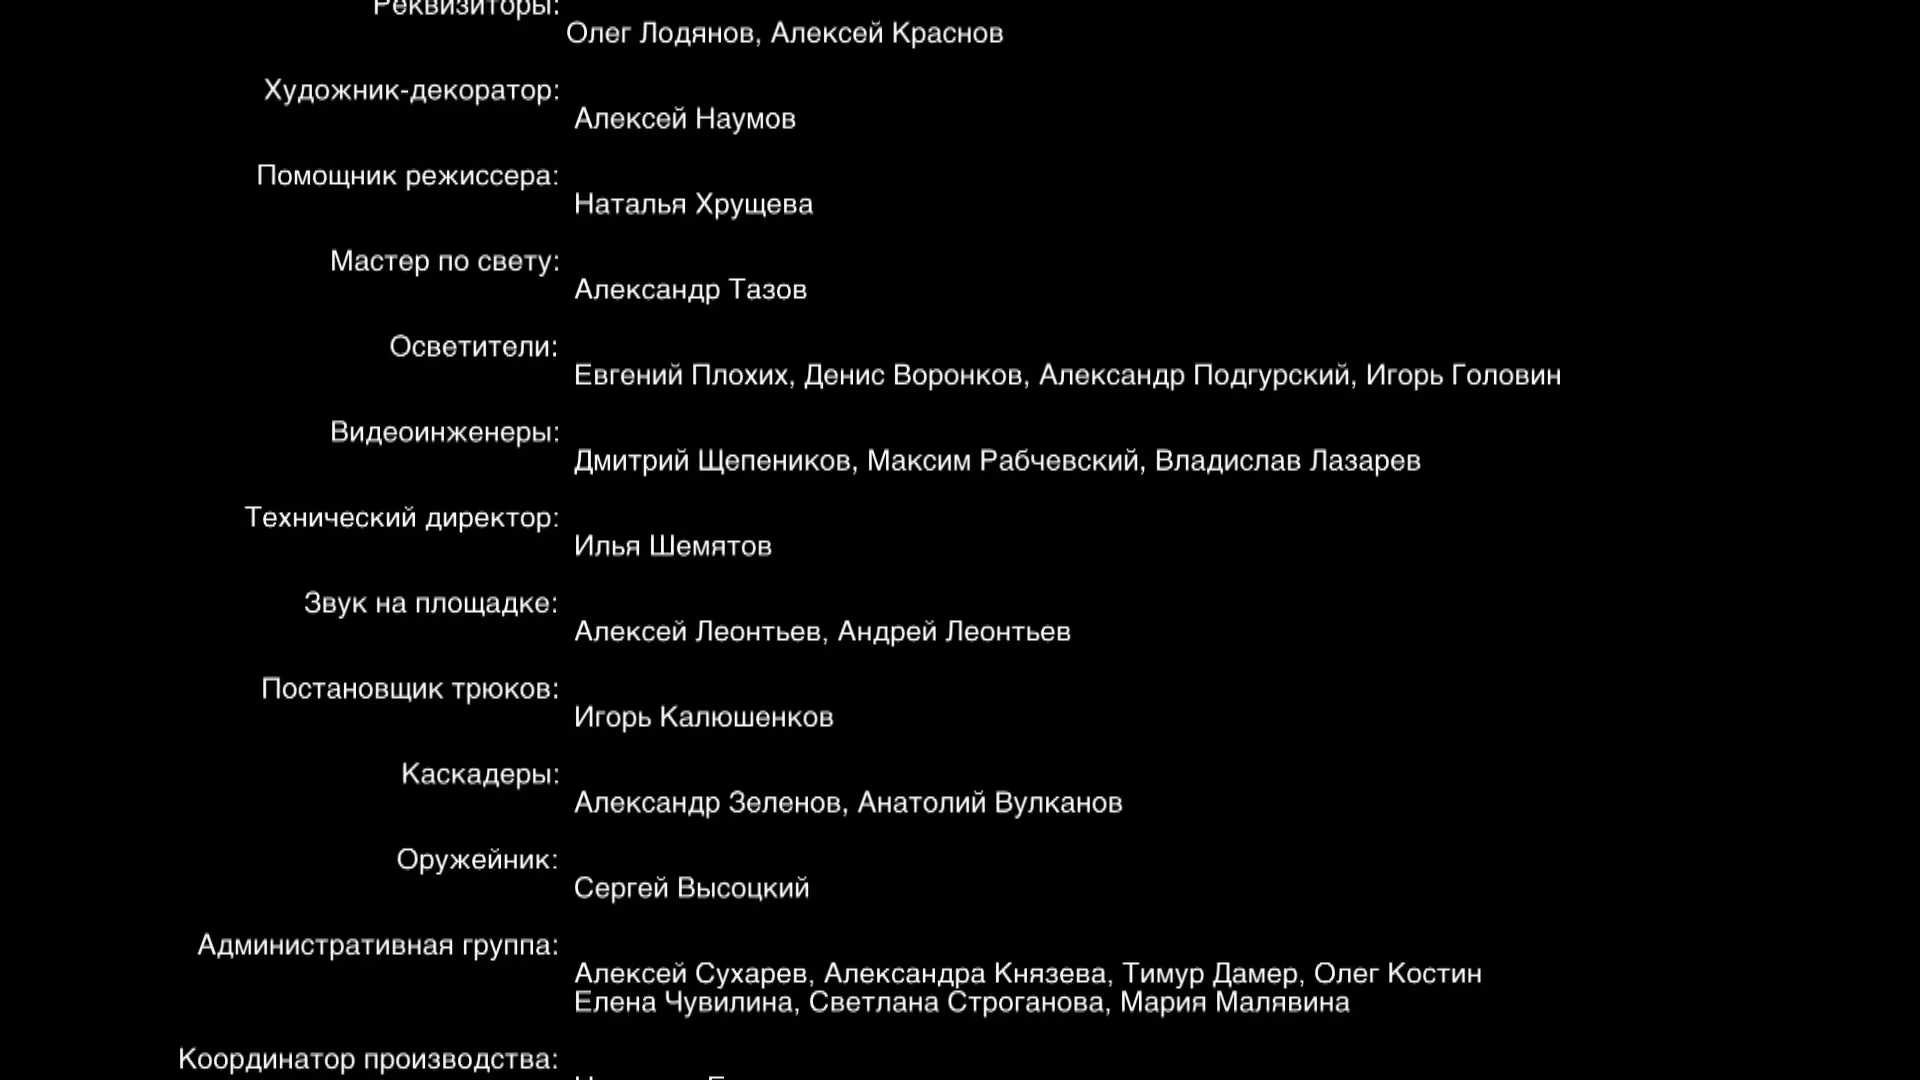 Реквизиторы:
Олег Лодянов, Алексей Краснов
Художник-декоратор:
Алексей Наумов
Помощник режиссера:
Наталья Хрущева
Мастер по свету:
Александр Тазов
Осветители:
Евгений Плохих, Денис Воронков, Александр Подгурский, Игорь Головин
Видеоинженеры:
Дмитрий Щепеников, Максим Рабчевский, Владислав Лазарев
Технический директор:
Илья Шемятов
Звук на площадке:
Алексей Леонтьев, Андрей Леонтьев
Постановщик трюков:
Игорь Калюшенков
Каскадеры:
Александр Зеленов, Анатолий Вулканов
Оружейник:
Сергей Высоцкий
Административная группа:
Алексей Сухарев, Александра Князева, Тимур Дамер, Олег Костин
Елена Чувилина, Светлана Строганова, Мария Малявина
Координатор производства: